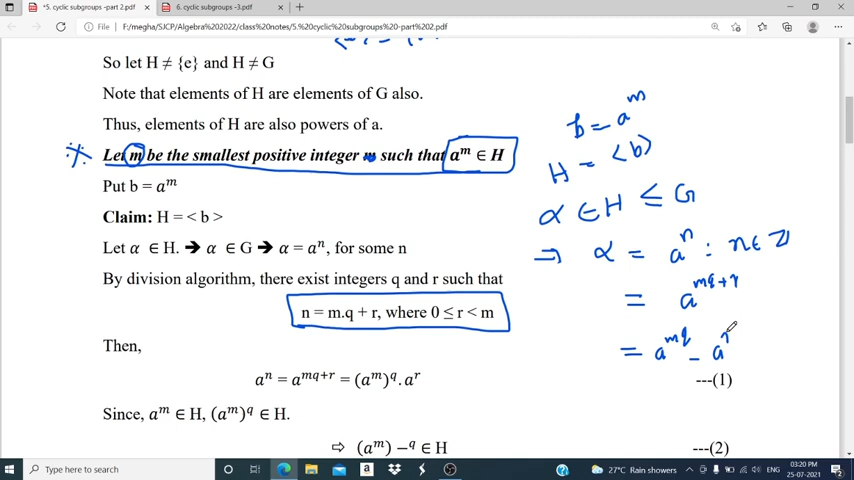 *5. cyclic subgroups -part 2.pdf
6. cyclic subgroups -3.pdf
File
F:/megha/SJCP/Algebra%202022/class%20notes/5.%20cyclic%20subgroups%20-part%202.pdf
So let H ≠ {e} and H ≠ G
Note that elements of H are elements of G also.
Thus, elements of H are also powers of a.
Let m be the smallest positive integer m such that a^m ∈ H
Put b = a^m
Claim: H = < b >
Let α ∈ H. ➔ α ∈ G ➔ α = a^n, for some n
By division algorithm, there exist integers q and r such that
n = m.q + r, where 0 ≤ r < m
Then,
a^n = a^{mq+r} = (a^m)^q. a^r ---(1)
Since, a^m ∈ H, (a^m)^q ∈ H.
⇨ (a^m) −^q ∈ H ---(2)
b = a^m
H = <b>
α ∈ H ≤ G
⇒ α = a^n : n ∈ Z
= a^{mq+r}
= a^{mq} - a^r
Type here to search
27°C Rain showers
ENG
03:20 PM
25-07-2021